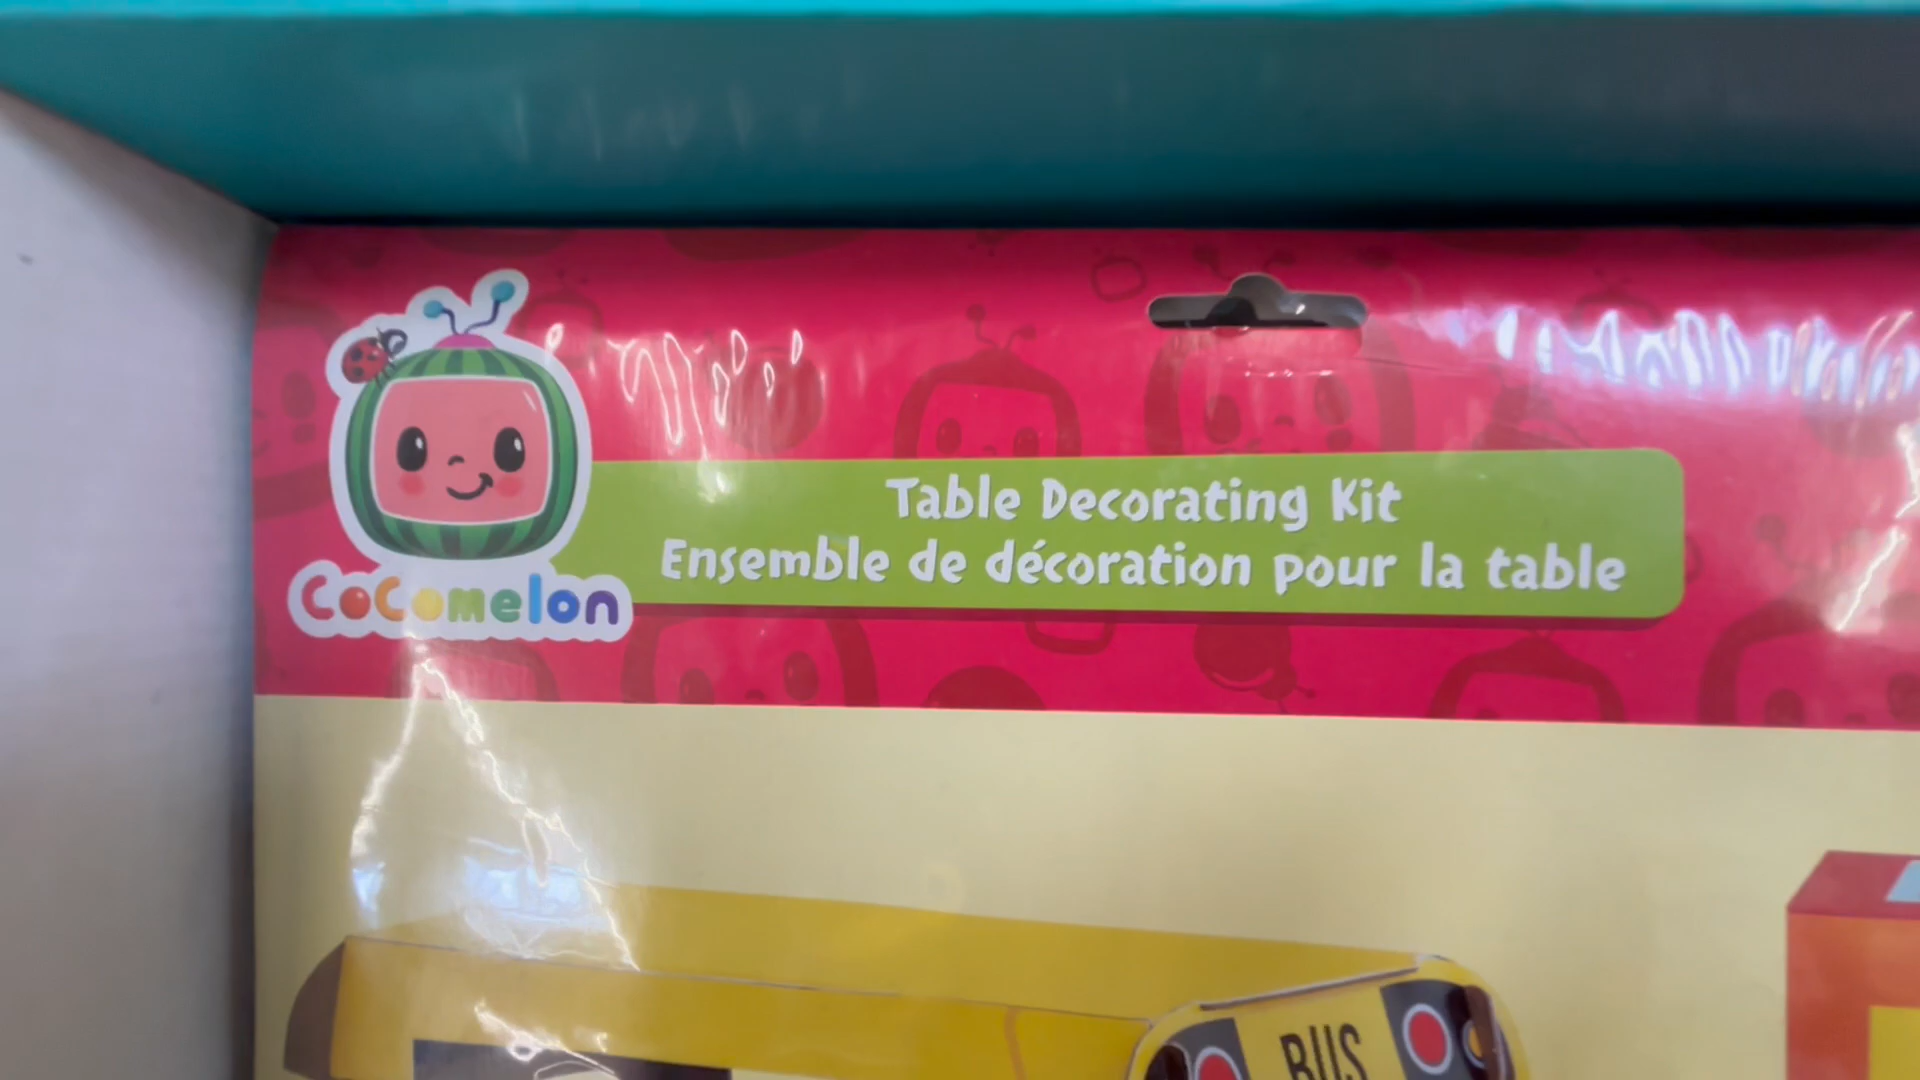 Table Decorating Kit
Ensemble de décoration pour la table
CoComelon
BUS